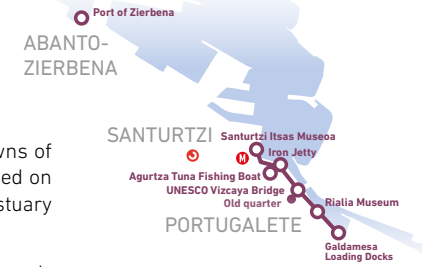 Port of Zierbena
ABANTO-
ZIERBENA
wns of
ed on
stuary
SANTURTZI
Santurtzi Itsas Museoa
Iron Jetty
M
Agurtza Tuna Fishing Boat
UNESCO Vizcaya Bridge
Old quarter
Rialia Museum
PORTUGALETE
Galdamesa
Loading Docks